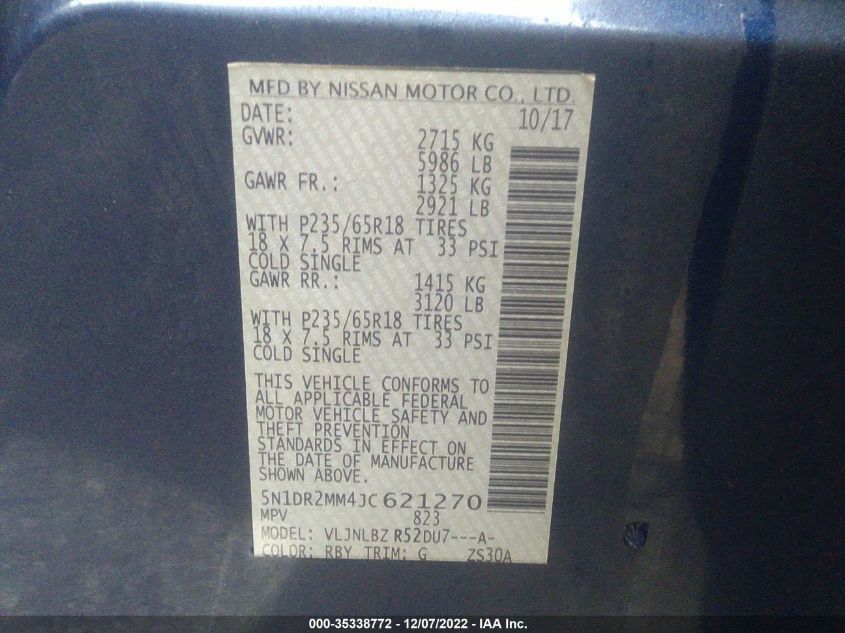 MFD BY NISSAN MOTOR CO., LTD.
DATE: 10/17
GVWR: 2715 KG
5986 LB
GAWR FR.: 1325 KG
2921 LB
WITH P235/65R18 TIRES
18 X 7.5 RIMS AT 33 PSI
COLD SINGLE
GAWR RR.: 1415 KG
3120 LB
WITH P235/65R18 TIRES
18 X 7.5 RIMS AT 33 PSI
COLD SINGLE
THIS VEHICLE CONFORMS TO
ALL APPLICABLE FEDERAL
MOTOR VEHICLE SAFETY AND
THEFT PREVENTION
STANDARDS IN EFFECT ON
THE DATE OF MANUFACTURE
SHOWN ABOVE.
5N1DR2MM4JC 621270
MPV 823
MODEL: VLJNLBZ R52DU7---A-
COLOR: RBY TRIM: G ZS30A
000-35338772 - 12/07/2022 - IAA Inc.